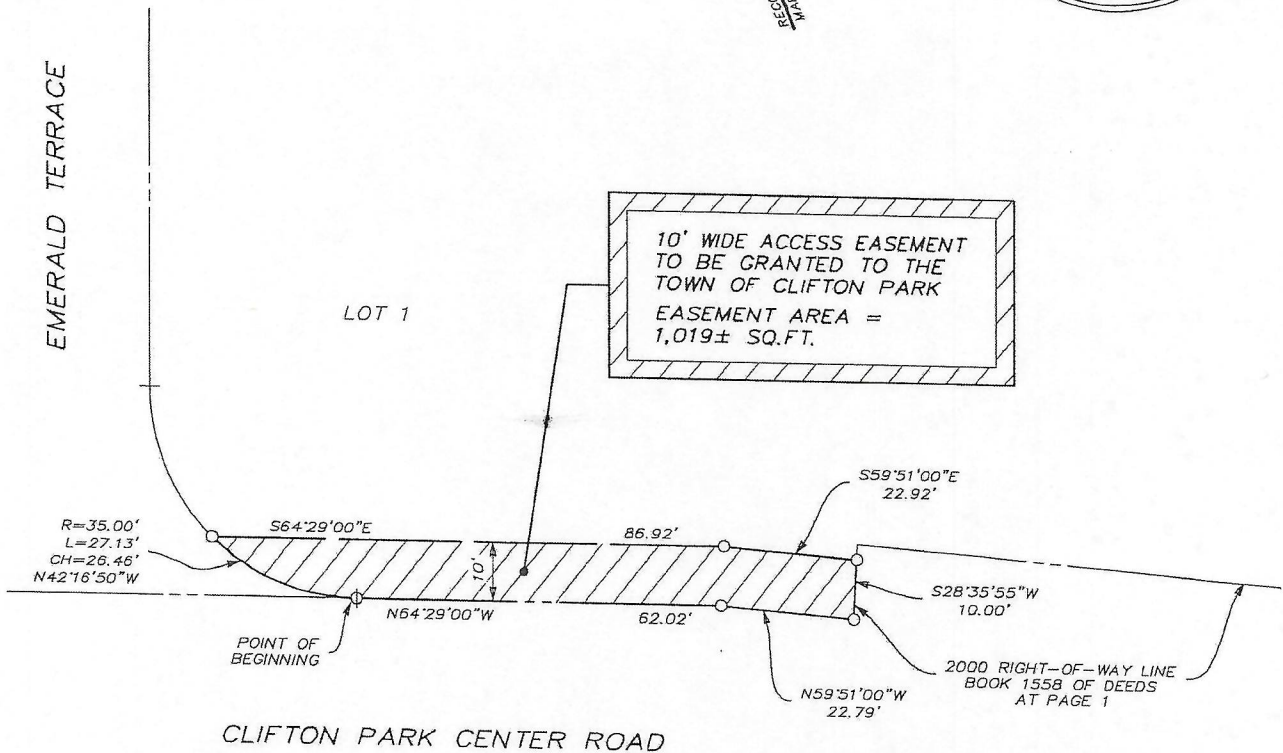 RECO
MA
EMERALD TERRACE
LOT 1
10' WIDE ACCESS EASEMENT
TO BE GRANTED TO THE
TOWN OF CLIFTON PARK
EASEMENT AREA =
1,019± SQ.FT.
S59°51'00"E
22.92'
R=35.00'
L=27.13'
CH=26.46'
N42°16'50"W
S64°29'00"E
86.92'
10'
S28°35'55"W
10.00'
N64°29'00"W
62.02'
POINT OF
BEGINNING
N59°51'00"W
22.79'
2000 RIGHT-OF-WAY LINE
BOOK 1558 OF DEEDS
AT PAGE 1
CLIFTON PARK CENTER ROAD